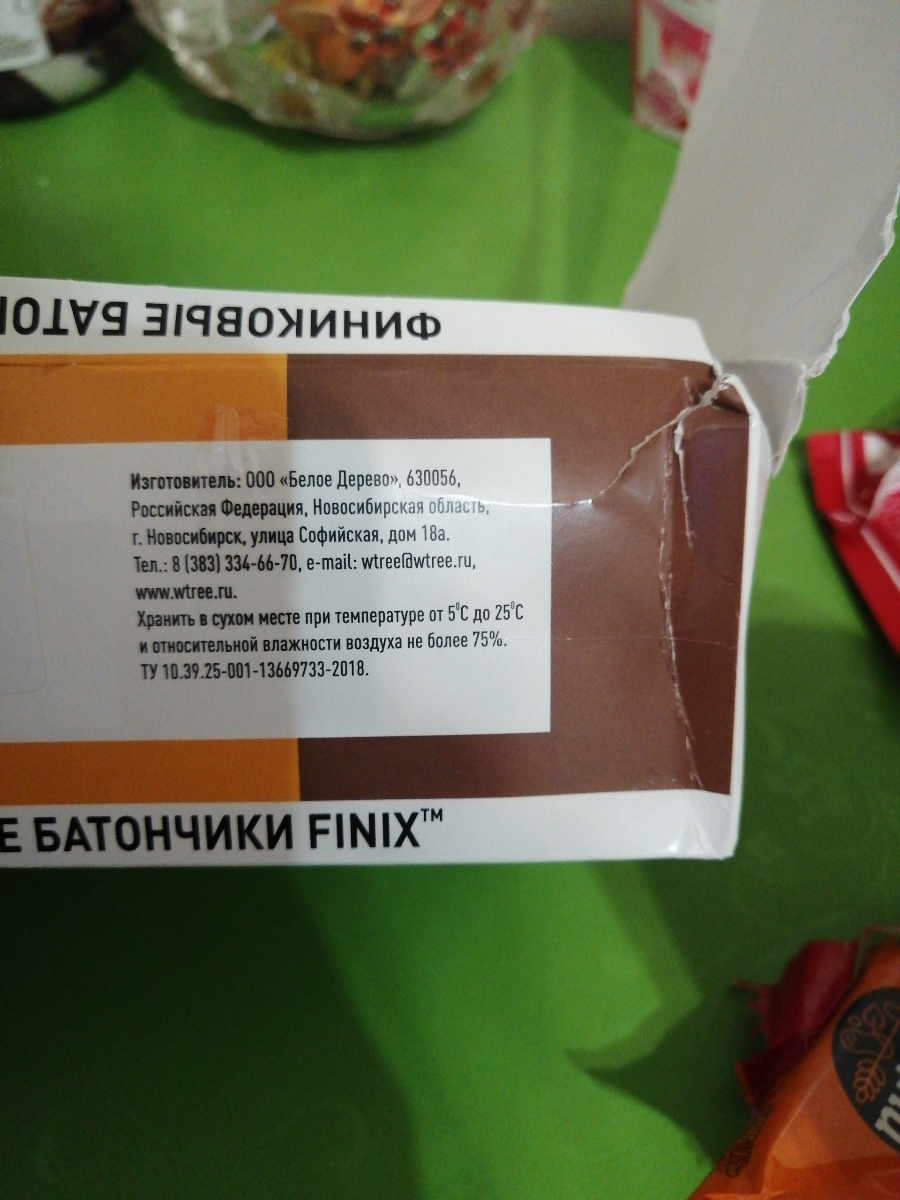 ФИНИКОВЫЕ
Изготовитель: ООО «Белое Дерево», 630056,
Российская Федерация, Новосибирская область,
г. Новосибирск, улица Софийская, дом 18а.
Тел.: 8 (383) 334-66-70, e-mail: wtree@wtree.ru,
www.wtree.ru.
Хранить в сухом месте при температуре от 5°С до 25°С
и относительной влажности воздуха не более 75%.
ТУ 10.39.25-001-13669733-2018.
Е БАТОНЧИКИ FINIX™